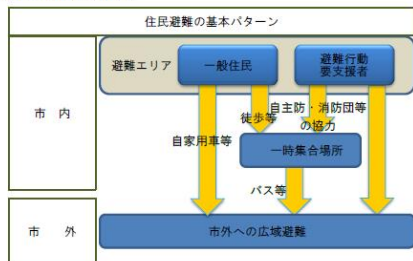 住民避難の基本パターン
避難エリア
一般住民
避難行動
要支援者
市 内
自家用車等
徒歩等
自主防・消防団等
の協力
一時集合場所
バス等
市 外
市外への広域避難